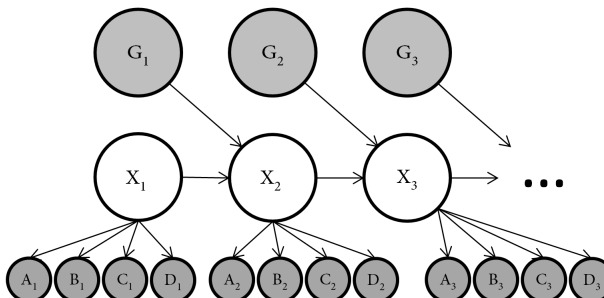 G₁ G₂ G₃
X₁ X₂ X₃ ...
A₁ B₁ C₁ D₁ A₂ B₂ C₂ D₂ A₃ B₃ C₃ D₃